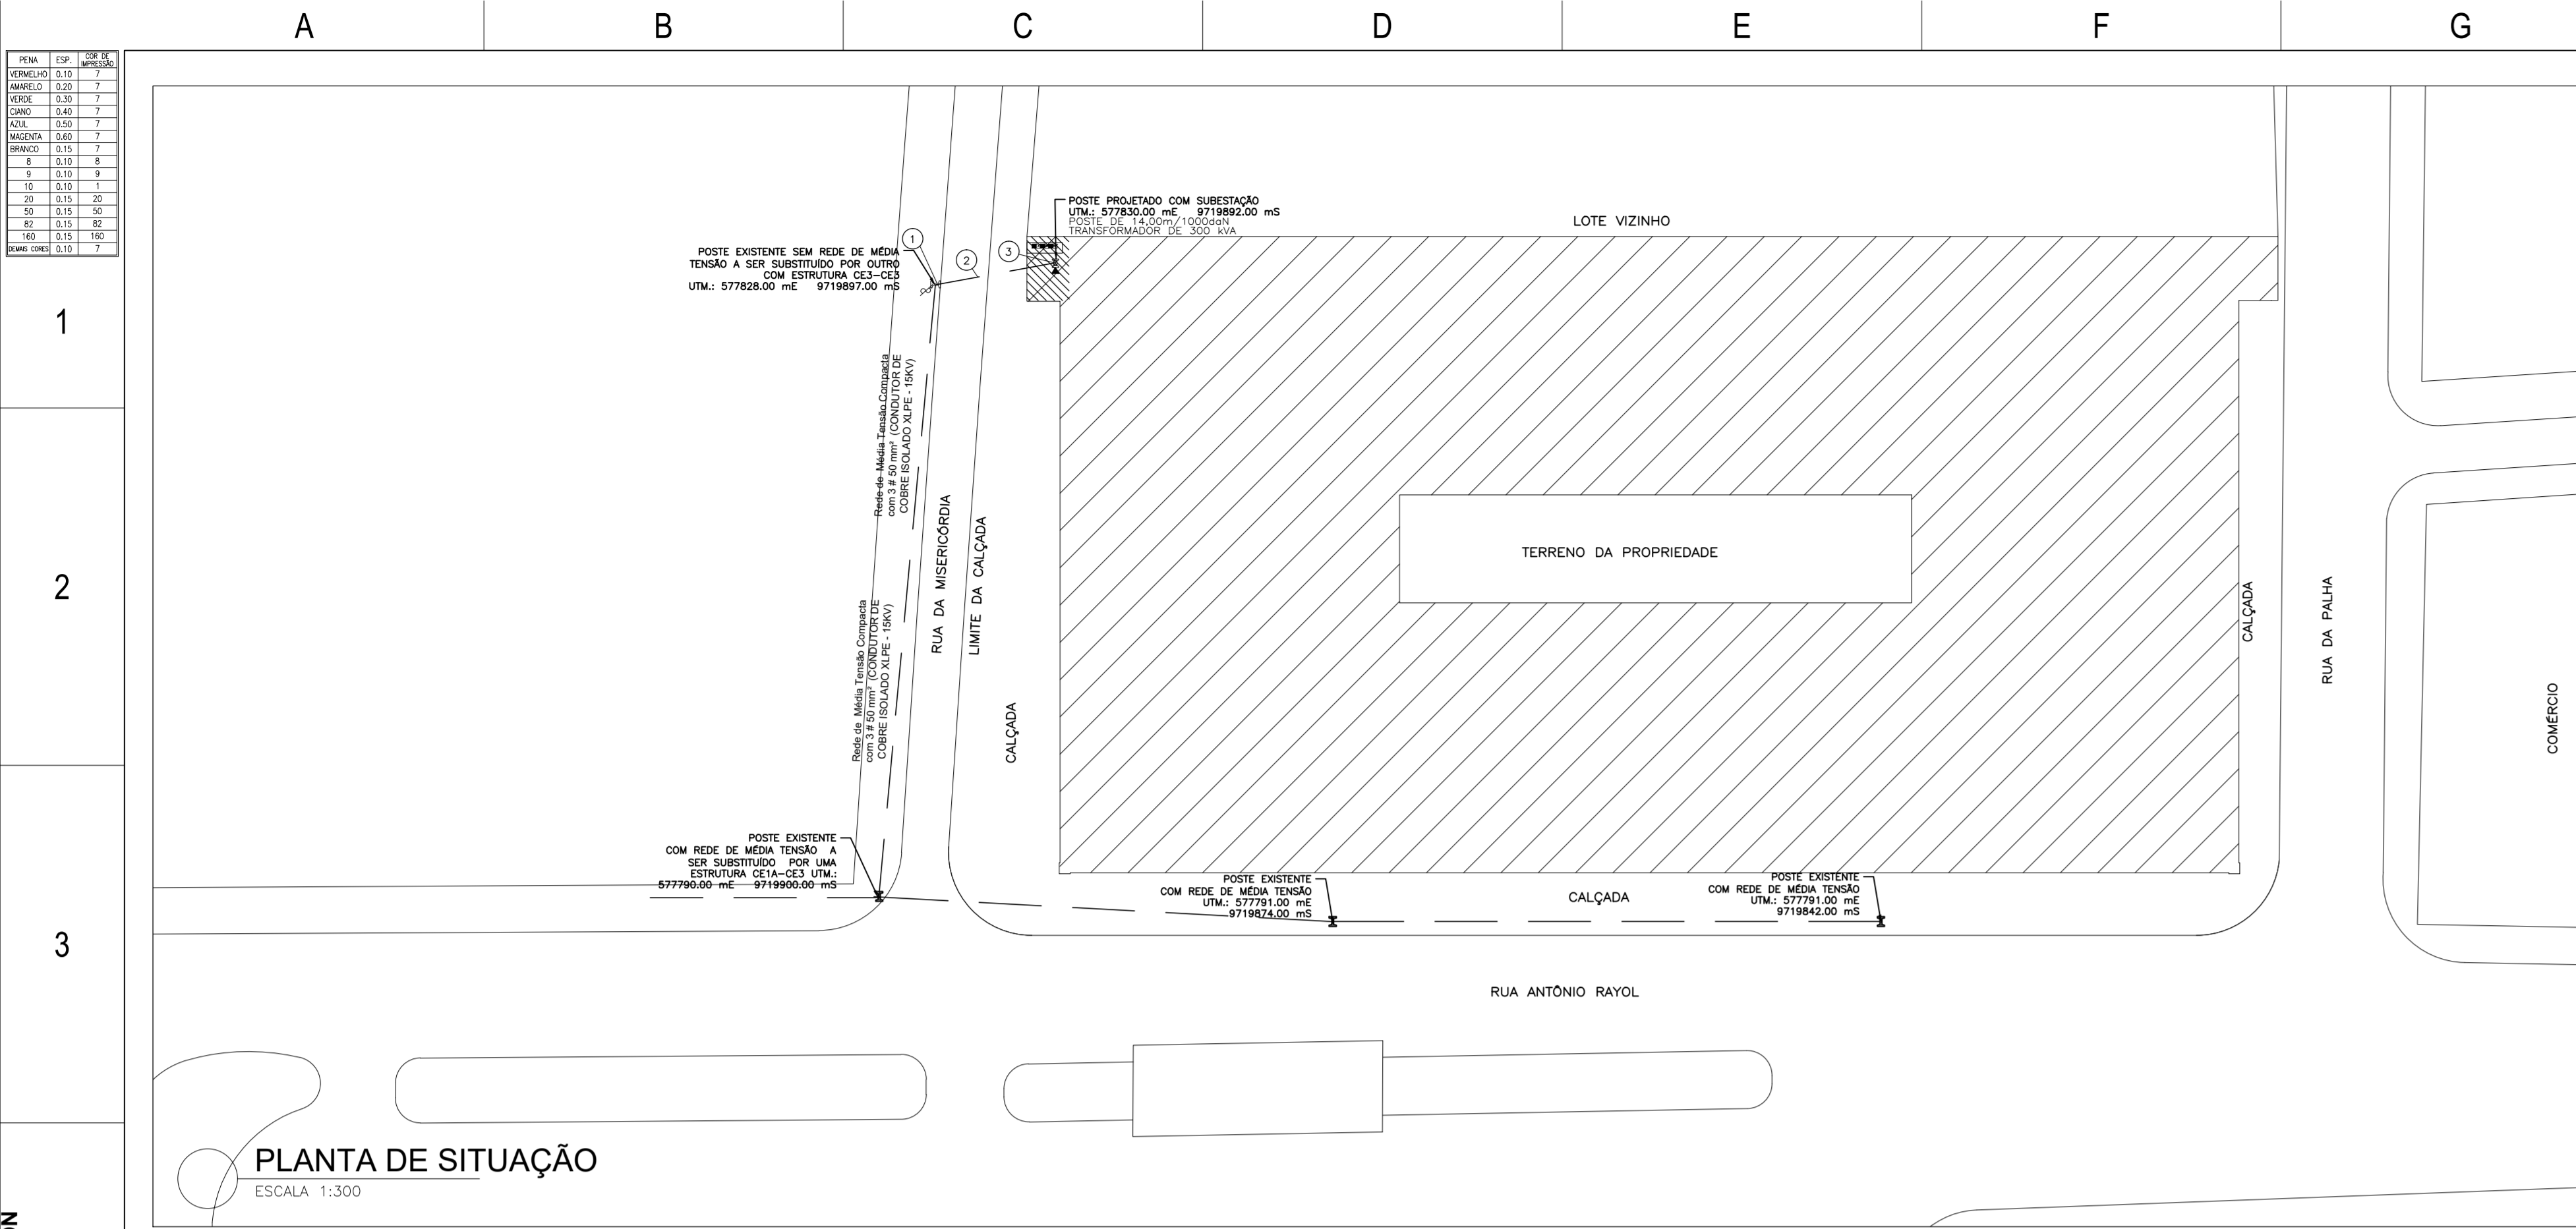 A
B
C
D
E
F
G
PENA ESP. COR DE IMPRESSÃO
VERMELHO 0.10 7
AMARELO 0.20 7
VERDE 0.30 7
CIANO 0.40 7
AZUL 0.50 7
MAGENTA 0.60 7
BRANCO 0.15 7
8 0.10 8
9 0.10 9
10 0.10 1
20 0.15 20
50 0.15 50
82 0.15 82
160 0.15 160
DEMAIS CORES 0.10 7
1
2
3
POSTE PROJETADO COM SUBESTAÇÃO
UTM.: 577830.00 mE 9719892.00 mS
POSTE DE 14,00m/1000daN
TRANSFORMADOR DE 300 kVA
LOTE VIZINHO
POSTE EXISTENTE SEM REDE DE MÉDIA
TENSÃO A SER SUBSTITUÍDO POR OUTRO
COM ESTRUTURA CE3-CE3
UTM.: 577828.00 mE 9719897.00 mS
1
2
3
Rede de Média Tensão Compacta
com 3 # 50 mm² (CONDUTOR DE
COBRE ISOLADO XLPE - 15KV)
Rede de Média Tensão Compacta
com 3 # 50 mm² (CONDUTOR DE
COBRE ISOLADO XLPE - 15KV)
RUA DA MISERICÓRDIA
LIMITE DA CALÇADA
CALÇADA
TERRENO DA PROPRIEDADE
CALÇADA
RUA DA PALHA
COMÉRCIO
POSTE EXISTENTE
COM REDE DE MÉDIA TENSÃO A
SER SUBSTITUÍDO POR UMA
ESTRUTURA CE1A-CE3 UTM.:
577790.00 mE 9719900.00 mS
POSTE EXISTENTE
COM REDE DE MÉDIA TENSÃO
UTM.: 577791.00 mE
9719874.00 mS
CALÇADA
POSTE EXISTENTE
COM REDE DE MÉDIA TENSÃO
UTM.: 577791.00 mE
9719842.00 mS
RUA ANTÔNIO RAYOL
PLANTA DE SITUAÇÃO
ESCALA 1:300